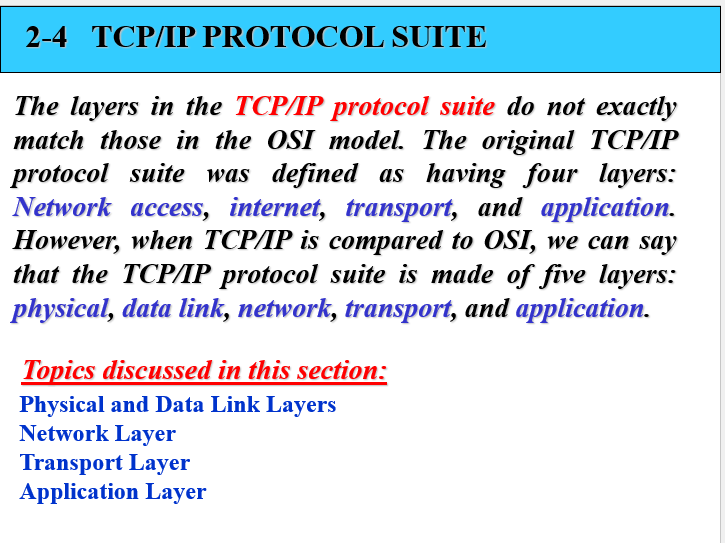 2-4 TCP/IP PROTOCOL SUITE
The layers in the TCP/IP protocol suite do not exactly
match those in the OSI model. The original TCP/IP
protocol suite was defined as having four layers:
Network access, internet, transport, and application.
However, when TCP/IP is compared to OSI, we can say
that the TCP/IP protocol suite is made of five layers:
physical, data link, network, transport, and application.
Topics discussed in this section:
Physical and Data Link Layers
Network Layer
Transport Layer
Application Layer